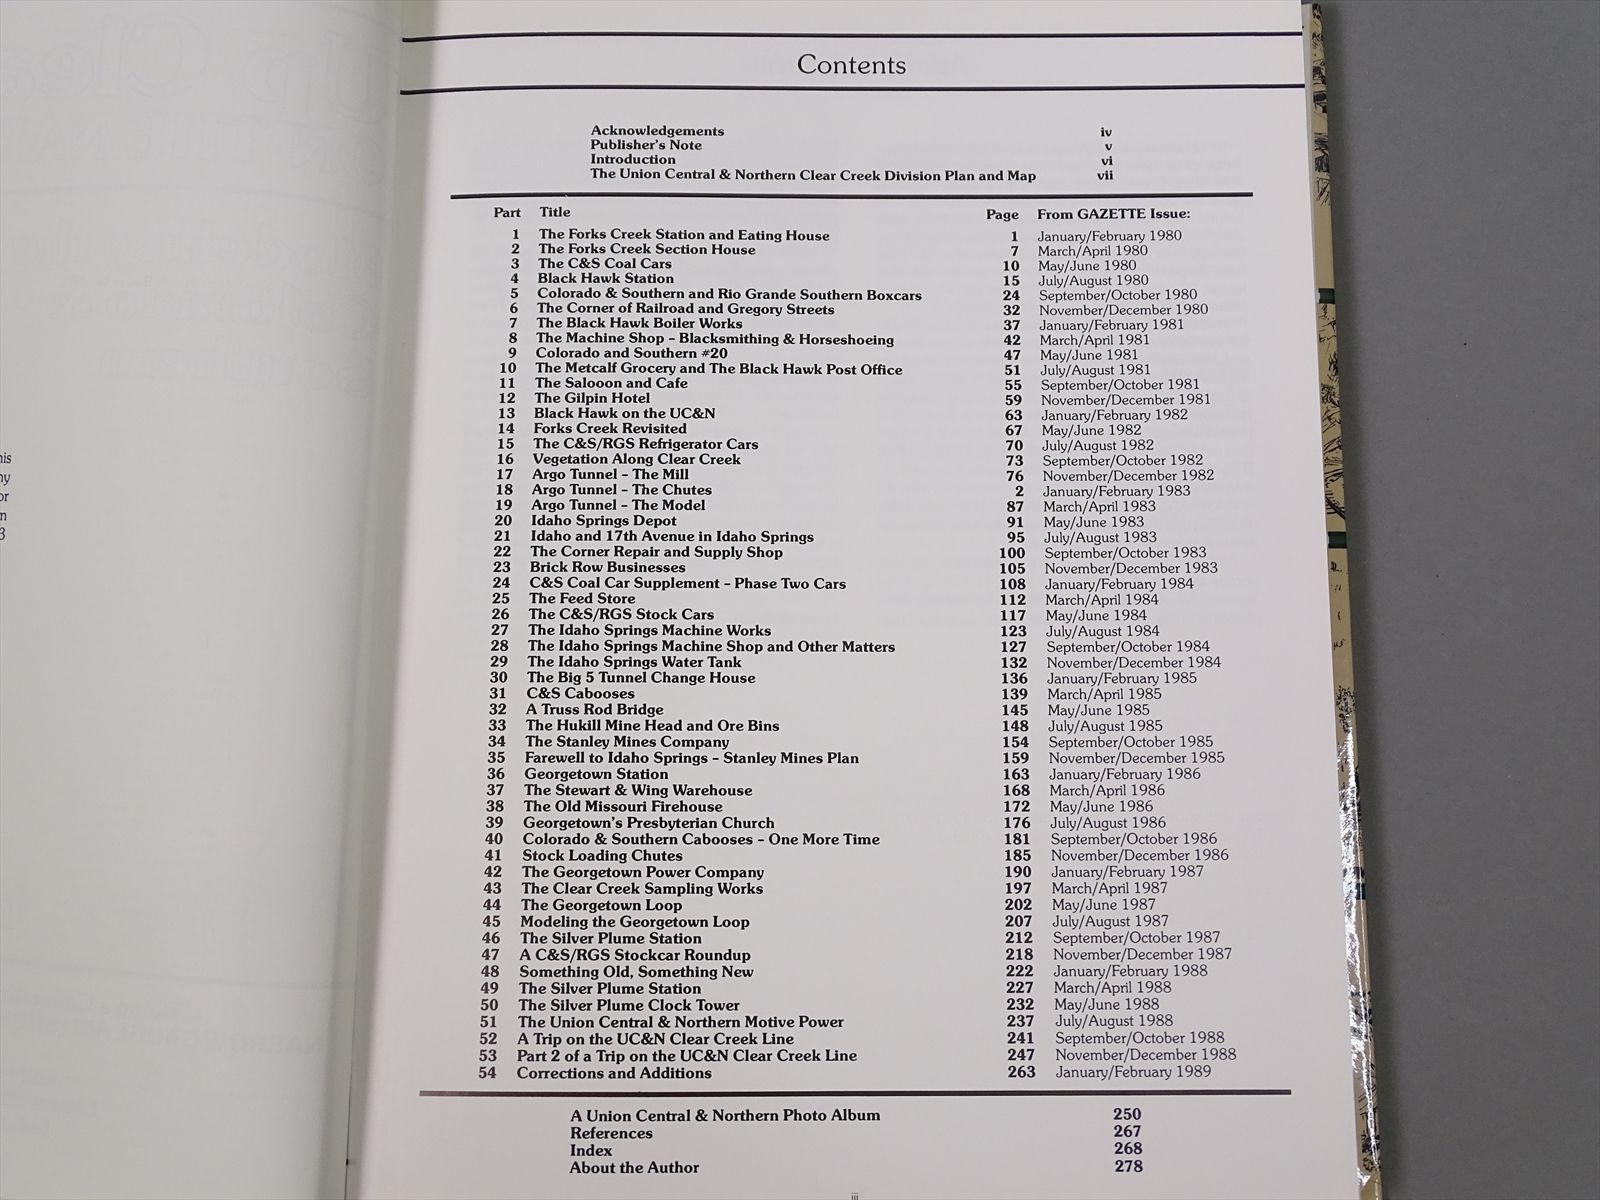 Contents
Acknowledgements iv
Publisher's Note v
Introduction vi
The Union Central & Northern Clear Creek Division Plan and Map vii
Part Title Page From GAZETTE Issue:
1 The Forks Creek Station and Eating House 1 January/February 1980
2 The Forks Creek Section House 7 March/April 1980
3 The C&S Coal Cars 10 May/June 1980
4 Black Hawk Station 15 July/August 1980
5 Colorado & Southern and Rio Grande Southern Boxcars 24 September/October 1980
6 The Corner of Railroad and Gregory Streets 32 November/December 1980
7 The Black Hawk Boiler Works 37 January/February 1981
8 The Machine Shop – Blacksmithing & Horseshoeing 42 March/April 1981
9 Colorado and Southern #20 47 May/June 1981
10 The Metcalf Grocery and The Black Hawk Post Office 51 July/August 1981
11 The Salooon and Cafe 55 September/October 1981
12 The Gilpin Hotel 59 November/December 1981
13 Black Hawk on the UC&N 63 January/February 1982
14 Forks Creek Revisited 67 May/June 1982
15 The C&S/RGS Refrigerator Cars 70 July/August 1982
16 Vegetation Along Clear Creek 73 September/October 1982
17 Argo Tunnel – The Mill 76 November/December 1982
18 Argo Tunnel – The Chutes 2 January/February 1983
19 Argo Tunnel – The Model 87 March/April 1983
20 Idaho Springs Depot 91 May/June 1983
21 Idaho and 17th Avenue in Idaho Springs 95 July/August 1983
22 The Corner Repair and Supply Shop 100 September/October 1983
23 Brick Row Businesses 105 November/December 1983
24 C&S Coal Car Supplement – Phase Two Cars 108 January/February 1984
25 The Feed Store 112 March/April 1984
26 The C&S/RGS Stock Cars 117 May/June 1984
27 The Idaho Springs Machine Works 123 July/August 1984
28 The Idaho Springs Machine Shop and Other Matters 127 September/October 1984
29 The Idaho Springs Water Tank 132 November/December 1984
30 The Big 5 Tunnel Change House 136 January/February 1985
31 C&S Cabooses 139 March/April 1985
32 A Truss Rod Bridge 145 May/June 1985
33 The Hukill Mine Head and Ore Bins 148 July/August 1985
34 The Stanley Mines Company 154 September/October 1985
35 Farewell to Idaho Springs – Stanley Mines Plan 159 November/December 1985
36 Georgetown Station 163 January/February 1986
37 The Stewart & Wing Warehouse 168 March/April 1986
38 The Old Missouri Firehouse 172 May/June 1986
39 Georgetown's Presbyterian Church 176 July/August 1986
40 Colorado & Southern Cabooses – One More Time 181 September/October 1986
41 Stock Loading Chutes 185 November/December 1986
42 The Georgetown Power Company 190 January/February 1987
43 The Clear Creek Sampling Works 197 March/April 1987
44 The Georgetown Loop 202 May/June 1987
45 Modeling the Georgetown Loop 207 July/August 1987
46 The Silver Plume Station 212 September/October 1987
47 A C&S/RGS Stockcar Roundup 218 November/December 1987
48 Something Old, Something New 222 January/February 1988
49 The Silver Plume Station 227 March/April 1988
50 The Silver Plume Clock Tower 232 May/June 1988
51 The Union Central & Northern Motive Power 237 July/August 1988
52 A Trip on the UC&N Clear Creek Line 241 September/October 1988
53 Part 2 of a Trip on the UC&N Clear Creek Line 247 November/December 1988
54 Corrections and Additions 263 January/February 1989
A Union Central & Northern Photo Album 250
References 267
Index 268
About the Author 278
iii